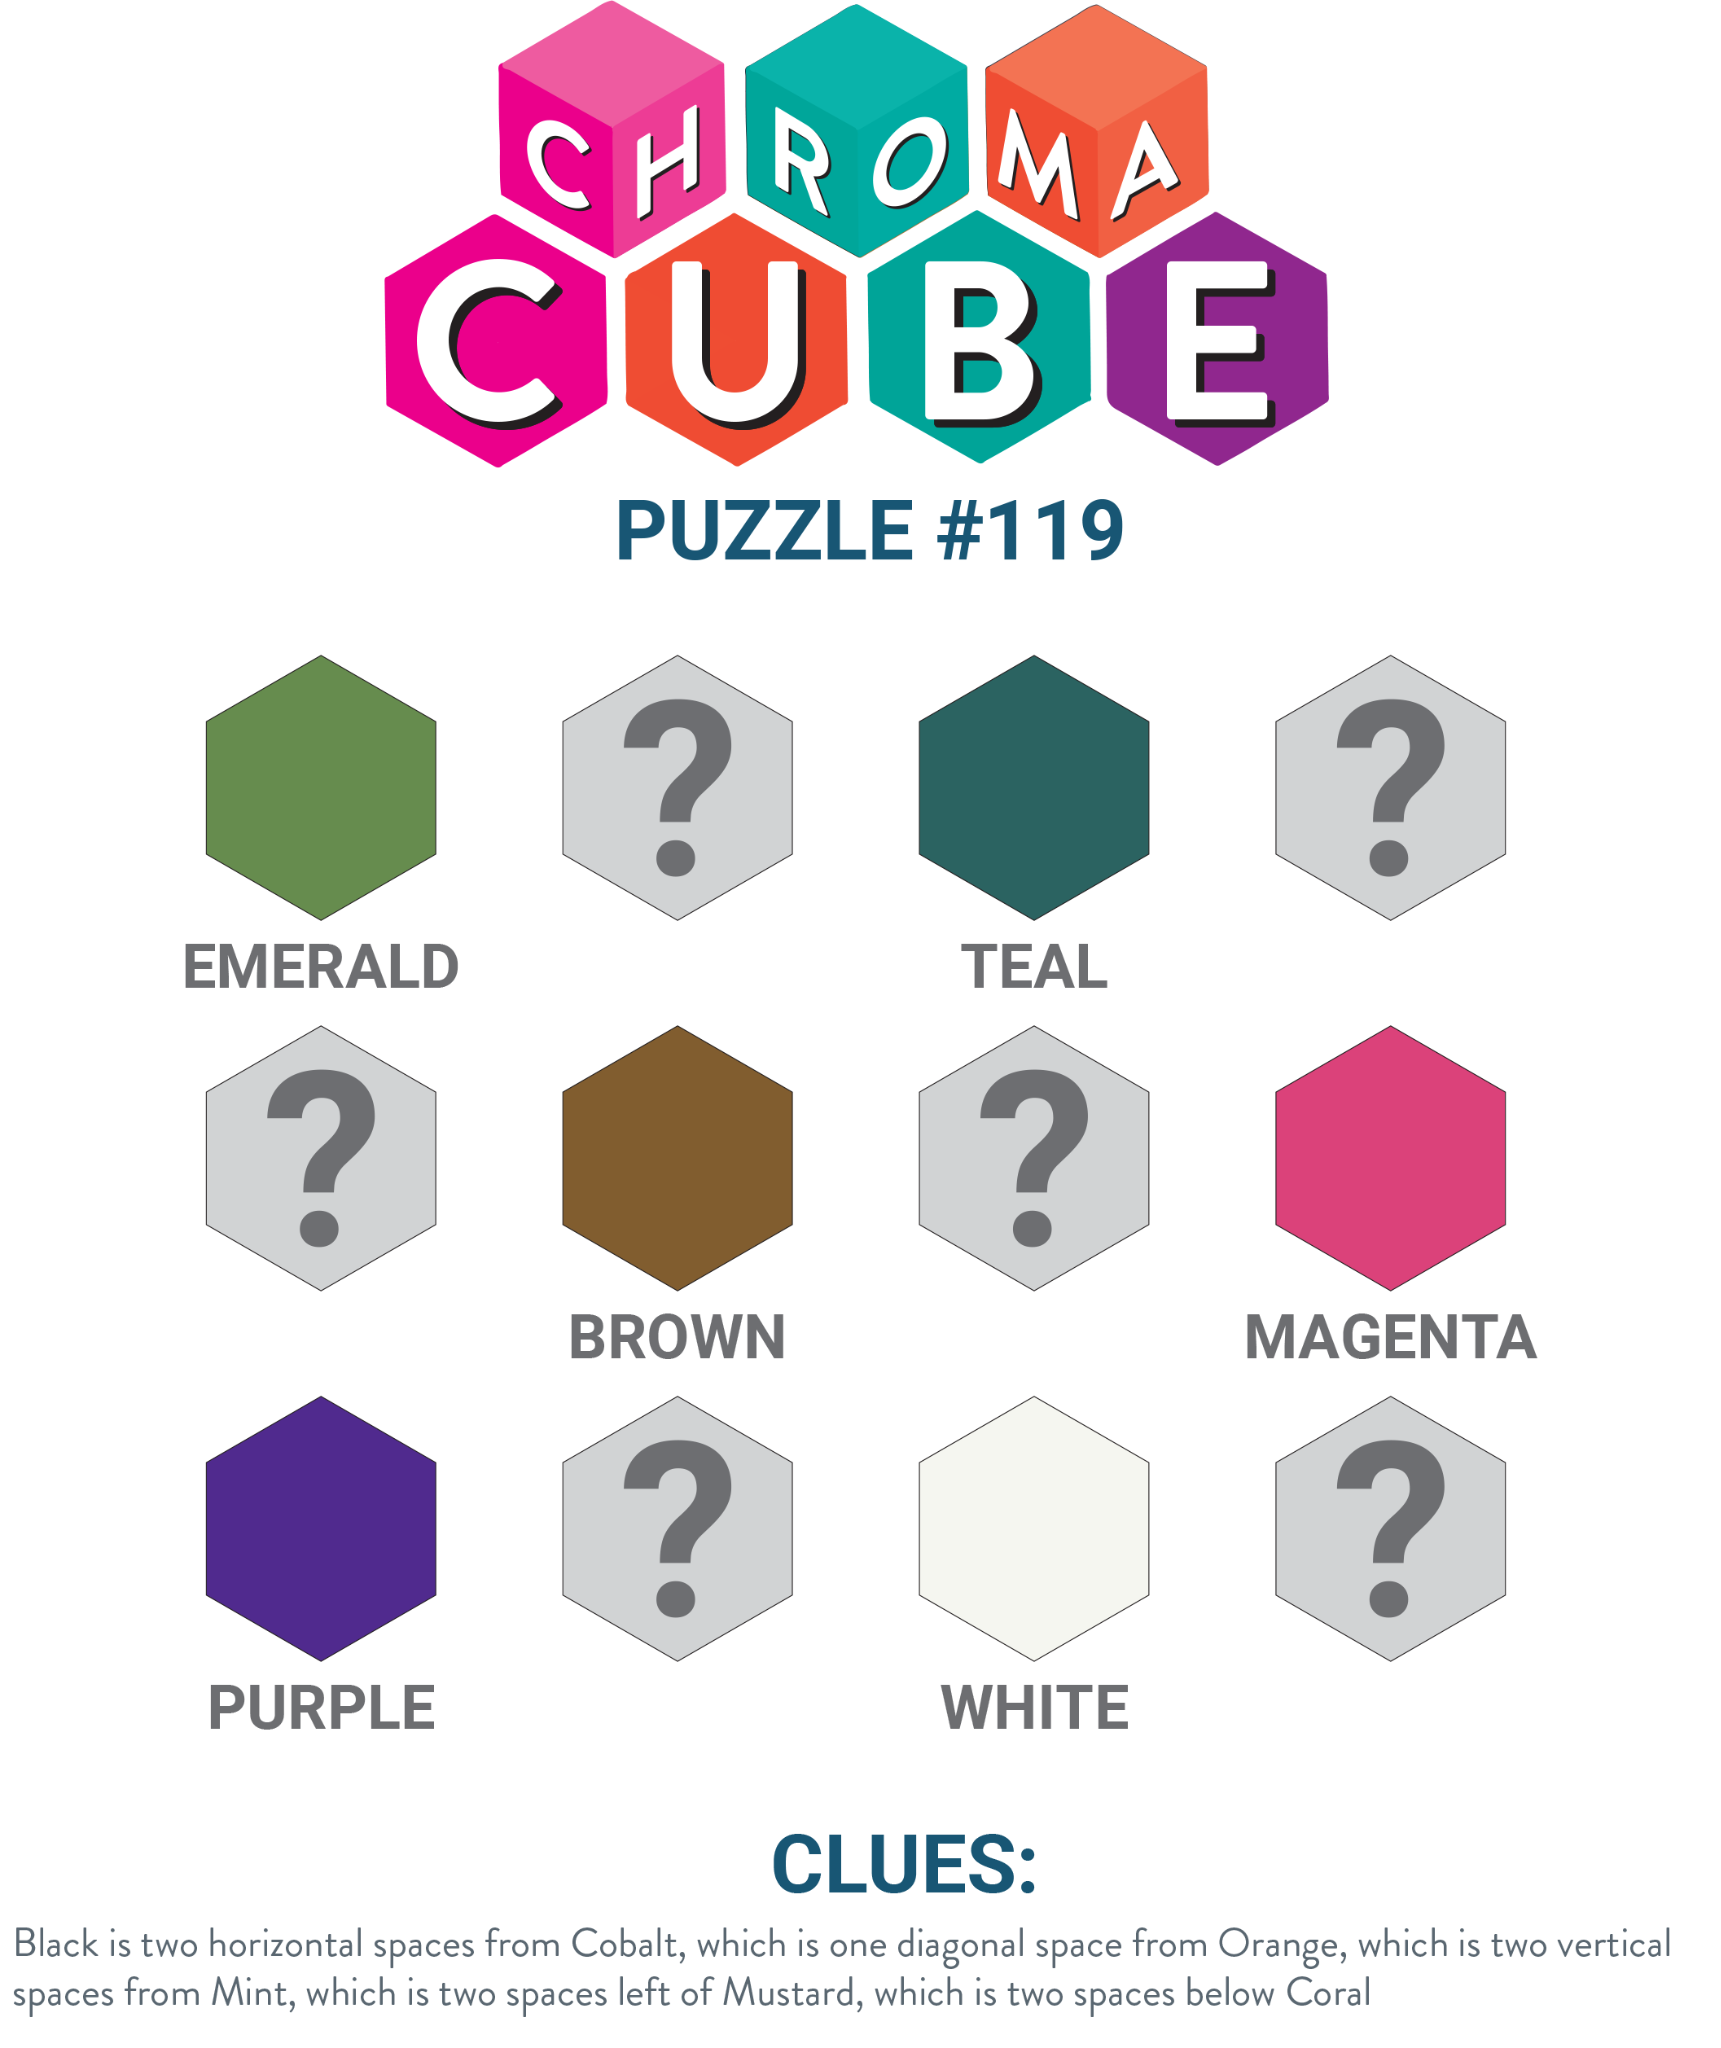 CHROMA
CUBE
PUZZLE #119
?
?
EMERALD
TEAL
?
?
BROWN
MAGENTA
?
?
PURPLE
WHITE
CLUES:
Black is two horizontal spaces from Cobalt, which is one diagonal space from Orange, which is two vertical
spaces from Mint, which is two spaces left of Mustard, which is two spaces below Coral